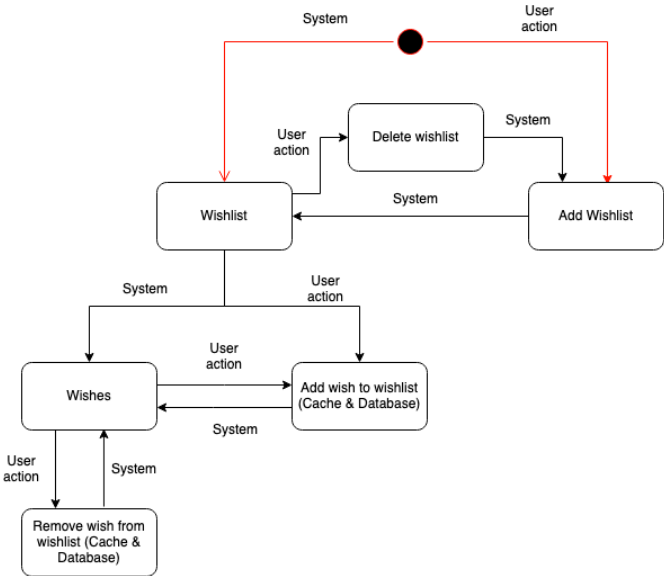 System
User
action
User
action
Delete wishlist
System
Wishlist
System
Add Wishlist
System
User
action
Wishes
User
action
Add wish to wishlist
(Cache & Database)
System
User
action
System
Remove wish from
wishlist (Cache &
Database)